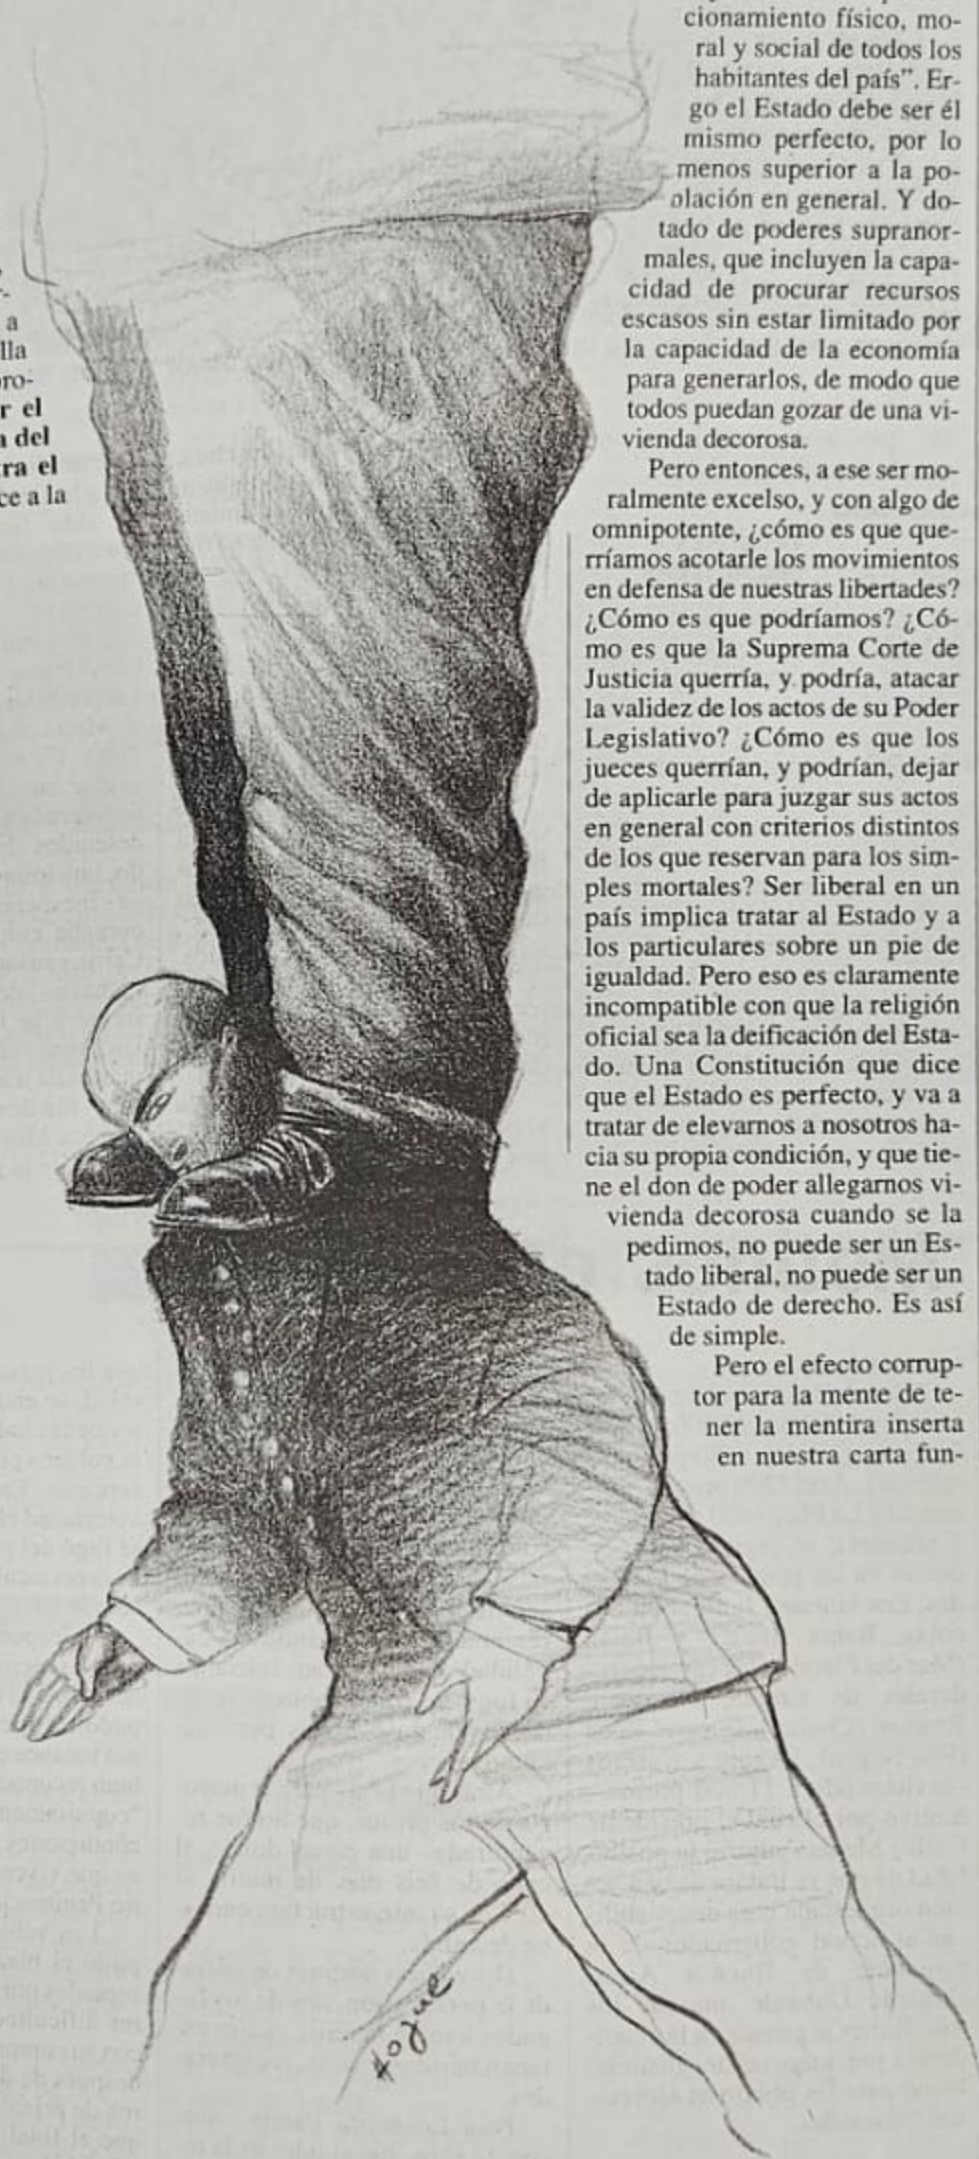 a
lla
pro-
r el
a del
tra el
ce a la
cionamiento físico, mo-
ral y social de todos los
habitantes del país”. Er-
go el Estado debe ser él
mismo perfecto, por lo
menos superior a la po-
olación en general. Y do-
tado de poderes supranor-
males, que incluyen la capa-
cidad de procurar recursos
escasos sin estar limitado por
la capacidad de la economía
para generarlos, de modo que
todos puedan gozar de una vi-
vienda decorosa.
Pero entonces, a ese ser mo-
ralmente excelso, y con algo de
omnipotente, ¿cómo es que que-
rríamos acotarle los movimientos
en defensa de nuestras libertades?
¿Cómo es que podríamos? ¿Có-
mo es que la Suprema Corte de
Justicia querría, y podría, atacar
la validez de los actos de su Poder
Legislativo? ¿Cómo es que los
jueces querrían, y podrían, dejar
de aplicarle para juzgar sus actos
en general con criterios distintos
de los que reservan para los sim-
ples mortales? Ser liberal en un
país implica tratar al Estado y a
los particulares sobre un pie de
igualdad. Pero eso es claramente
incompatible con que la religión
oficial sea la deificación del Esta-
do. Una Constitución que dice
que el Estado es perfecto, y va a
tratar de elevarnos a nosotros ha-
cia su propia condición, y que tie-
ne el don de poder allegarnos vi-
vienda decorosa cuando se la
pedimos, no puede ser un Es-
tado liberal, no puede ser un
Estado de derecho. Es así
de simple.
Pero el efecto corrup-
tor para la mente de te-
ner la mentira inserta
en nuestra carta fun-
Hogue